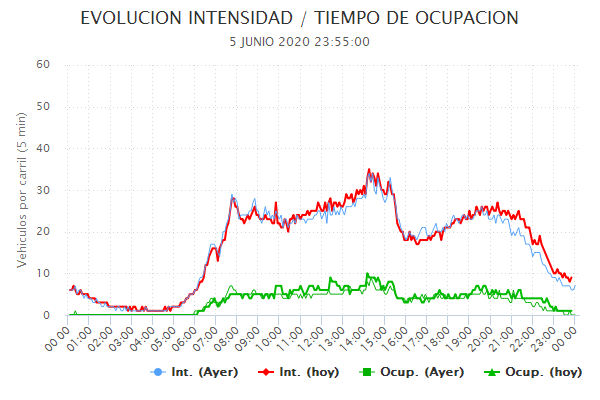 EVOLUCION INTENSIDAD / TIEMPO DE OCUPACION
5 JUNIO 2020 23:55:00
Vehículos por carril (5 min)
60
50
40
30
20
10
0
00:00 01:00 02:00 03:00 04:00 05:00 06:00 07:00 08:00 09:00 10:00 11:00 12:00 13:00 14:00 15:00 16:00 17:00 18:00 19:00 20:00 21:00 22:00 23:00 00:00
Int. (Ayer) Int. (hoy) Ocup. (Ayer) Ocup. (hoy)